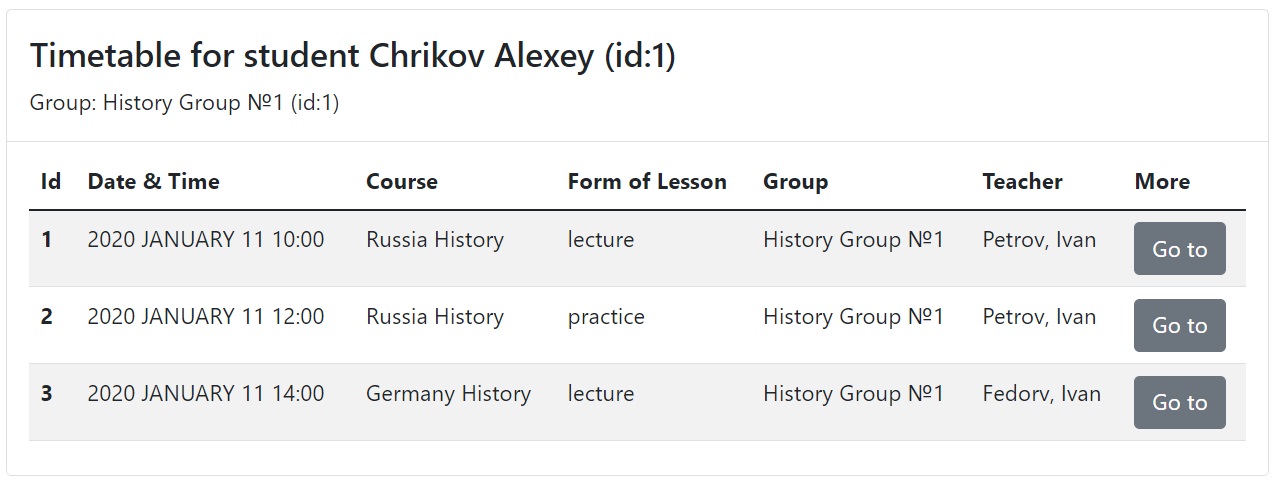 Timetable for student Chrikov Alexey (id:1)
Group: History Group №1 (id:1)
Id Date & Time Course Form of Lesson Group Teacher More
1 2020 JANUARY 11 10:00 Russia History lecture History Group №1 Petrov, Ivan Go to
2 2020 JANUARY 11 12:00 Russia History practice History Group №1 Petrov, Ivan Go to
3 2020 JANUARY 11 14:00 Germany History lecture History Group №1 Fedorv, Ivan Go to